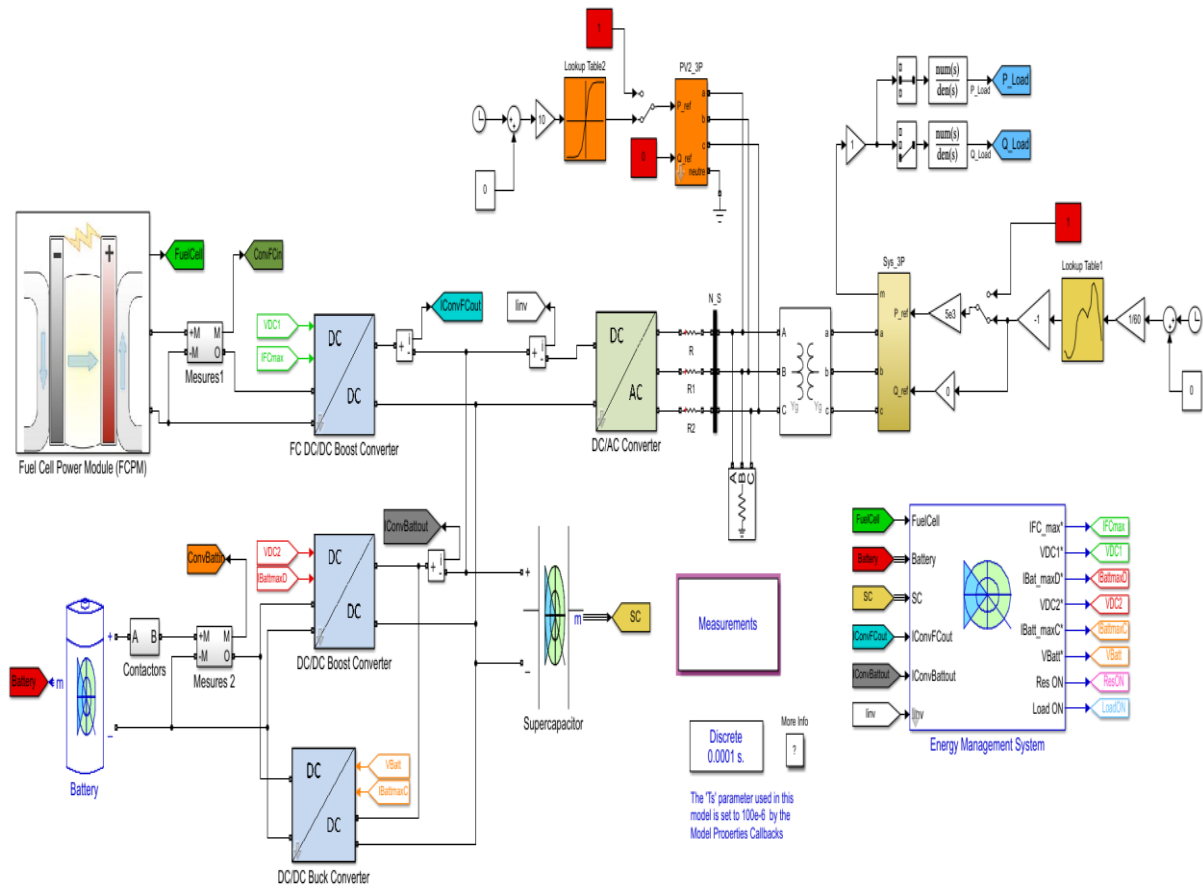 1
Lookup Table2
PV2_3P
a
b
c
neutre
P_ref
Q_ref
10
0
0
num(s)
den(s)
P_Load
P_Load
num(s)
den(s)
Q_Load
Q_Load
1
1
Sys_3P
m
a
b
c
P_ref
Q_ref
5e3
-1
Lookup Table1
1/60
0
0
FuelCell
ConvFCin
+M M
-M O
Mesures1
Fuel Cell Power Module (FCPM)
VDC1
IFCmax
DC
DC
FC DC/DC Boost Converter
i
+
-
IConvFCout
Iinv
i
+
-
DC
AC
DC/AC Converter
R
R1
R2
N_S
A
B
C
a
b
c
Yg
Yg
A B C
ConvBattin
Battery
m
+
_
Battery
A B
Contactors
+M M
-M O
Mesures 2
VDC2
IBattmaxD
DC
DC
DC/DC Boost Converter
IConvBattout
i
+
-
+
_
m
SC
Supercapacitor
DC
DC
VBatt
IBattmaxC
DC/DC Buck Converter
Measurements
Discrete
0.0001 s.
More Info
?
The 'Ts' parameter used in this
model is set to 100e-6 by the
Model Properties Callbacks
FuelCell
Battery
SC
IConvFCout
IConvBattout
Iinv
FuelCell
Battery
SC
IConvFCout
IConvBattout
Iinv
IFC_max*
VDC1*
IBat_maxD*
VDC2*
IBatt_maxC*
VBatt*
Res ON
Load ON
IFCmax
VDC1
IBattmaxD
VDC2
IBattmaxC
VBatt
ResON
LoadON
Energy Management System